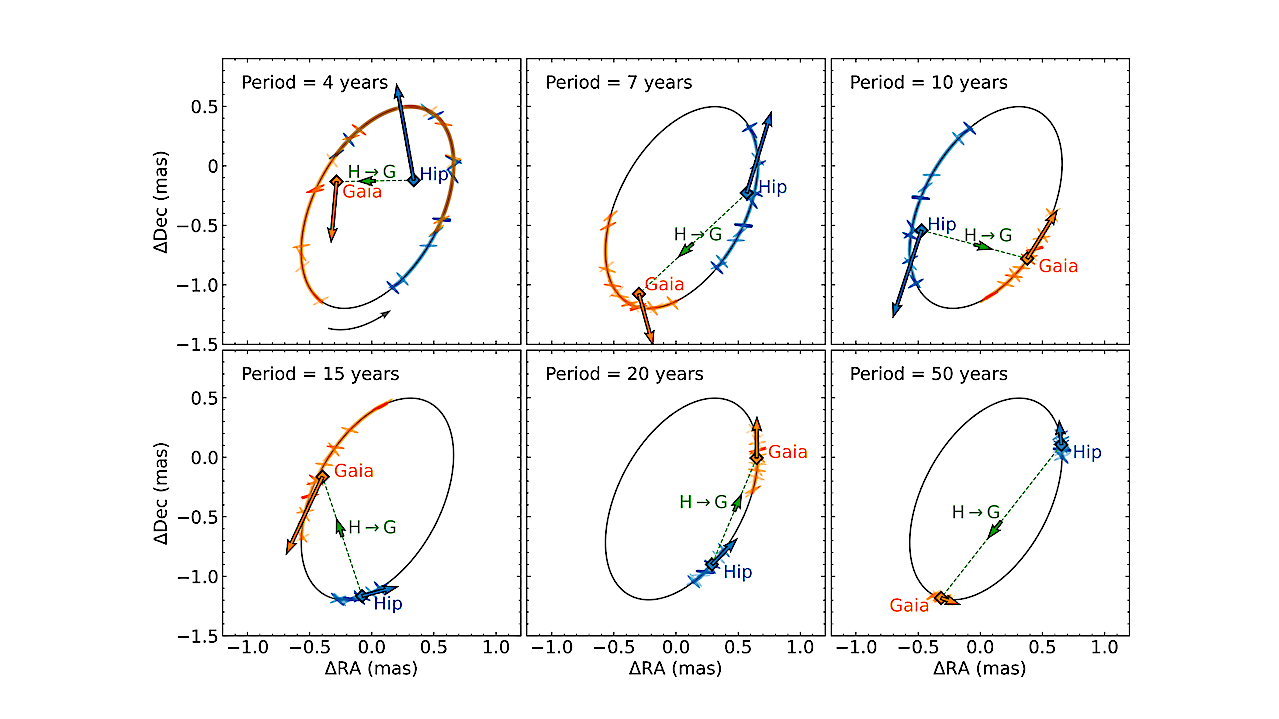 Period = 4 years
Period = 7 years
Period = 10 years
0.5
0
−0.5
−1.0
−1.5
ΔDec (mas)
H→G
Hip
Gaia
Hip
H→G
Gaia
Hip
H→G
Gaia
Period = 15 years
Period = 20 years
Period = 50 years
0.5
0.0
−0.5
−1.0
−1.5
ΔDec (mas)
Gaia
H→G
Hip
Gaia
H→G
Hip
Hip
H→G
Gaia
−1.0 −0.5 0.0 0.5 1.0
−1.0 −0.5 0.0 0.5 1.0
−1.0 −0.5 0.0 0.5 1.0
ΔRA (mas)
ΔRA (mas)
ΔRA (mas)